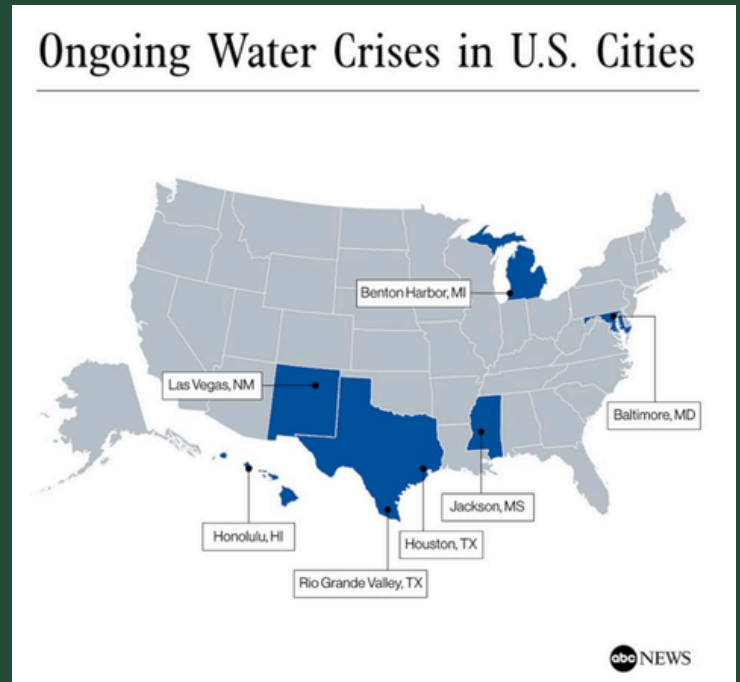 Ongoing Water Crises in U.S. Cities
Benton Harbor, MI
Las Vegas, NM
Baltimore, MD
Jackson, MS
Honolulu, HI
Houston, TX
Rio Grande Valley, TX
abc NEWS